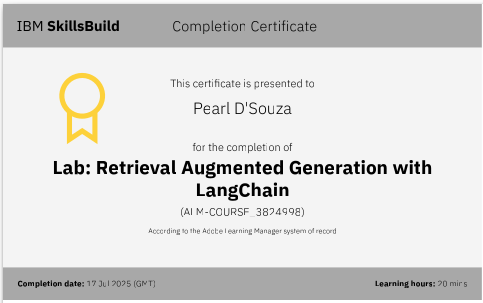 IBM SkillsBuild
Completion Certificate
This certificate is presented to
Pearl D'Souza
for the completion of
Lab: Retrieval Augmented Generation with
LangChain
(ALM-COURSE_3824998)
According to the Adobe Learning Manager system of record
Completion date: 17 Jul 2025 (GMT)
Learning hours: 20 mins